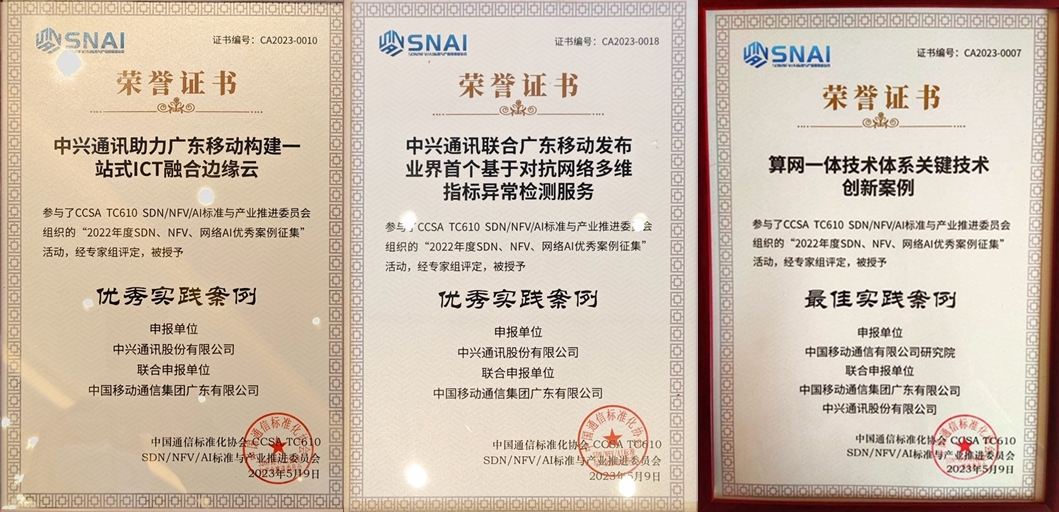 SNAI
证书编号：CA2023-0010
荣誉证书
中兴通讯助力广东移动构建一
站式ICT融合边缘云
参与了CCSA TC610 SDN/NFV/AI标准与产业推进委员会
组织的“2022年度SDN、NFV、网络AI优秀案例征集”
活动，经专家组评定，被授予
优秀实践案例
申报单位
中兴通讯股份有限公司
联合申报单位
中国移动通信集团广东有限公司
中国通信标准化协会 CCSA TC610
SDN/NFV/AI标准与产业推进委员会
2023年5月9日
SNAI
证书编号：CA2023-0018
荣誉证书
中兴通讯联合广东移动发布
业界首个基于对抗网络多维
指标异常检测服务
参与了CCSA TC610 SDN/NFV/AI标准与产业推进委员会
组织的“2022年度SDN、NFV、网络AI优秀案例征集”
活动，经专家组评定，被授予
优秀实践案例
申报单位
中兴通讯股份有限公司
联合申报单位
中国移动通信集团广东有限公司
中国通信标准化协会 CCSA TC610
SDN/NFV/AI标准与产业推进委员会
2023年5月9日
SNAI
证书编号：CA2023-0007
荣誉证书
算网一体技术体系关键技术
创新案例
参与了CCSA TC610 SDN/NFV/AI标准与产业推进委员会
组织的“2022年度SDN、NFV、网络AI优秀案例征集”
活动，经专家组评定，被授予
最佳实践案例
申报单位
中国移动通信有限公司研究院
联合申报单位
中国移动通信集团广东有限公司
中兴通讯股份有限公司
中国通信标准化协会 CCSA TC610
SDN/NFV/AI标准与产业推进委员会
2023年5月9日